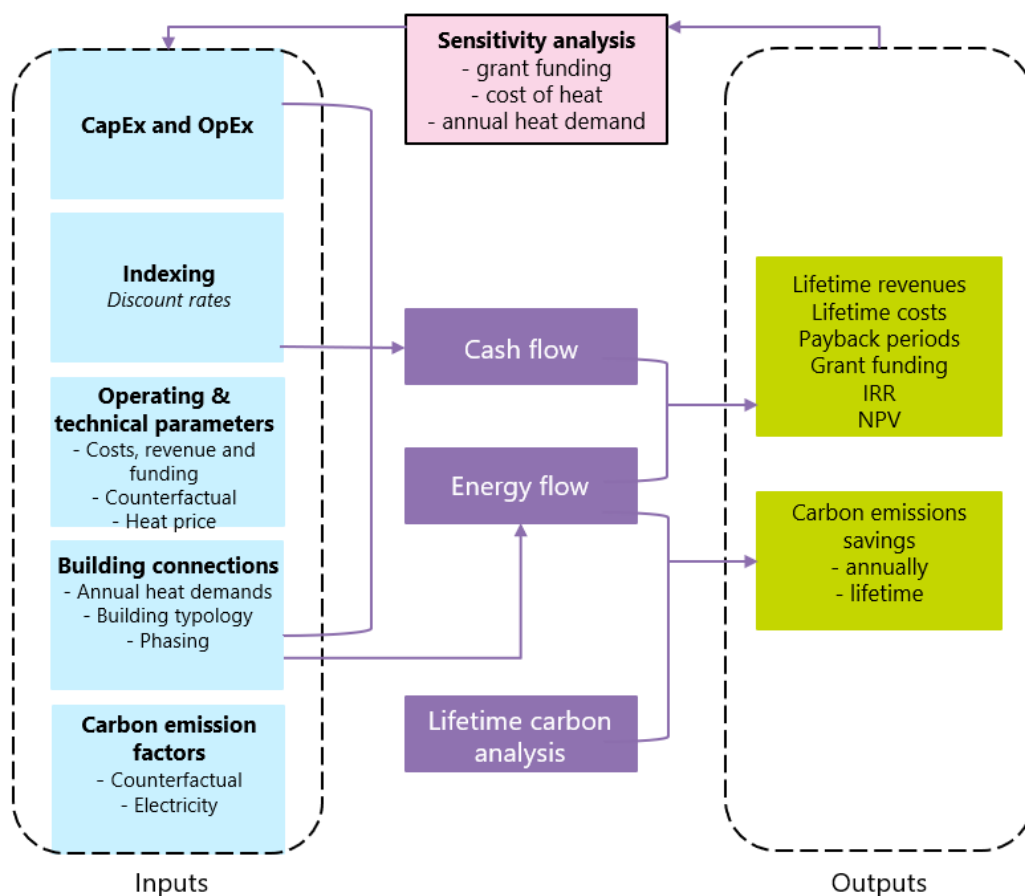 Sensitivity analysis
- grant funding
- cost of heat
- annual heat demand
CapEx and OpEx
Indexing
Discount rates
Operating &
technical parameters
- Costs, revenue and
funding
- Counterfactual
- Heat price
Building connections
- Annual heat demands
- Building typology
- Phasing
Carbon emission
factors
- Counterfactual
- Electricity
Inputs
Cash flow
Energy flow
Lifetime carbon
analysis
Lifetime revenues
Lifetime costs
Payback periods
Grant funding
IRR
NPV
Carbon emissions
savings
- annually
- lifetime
Outputs